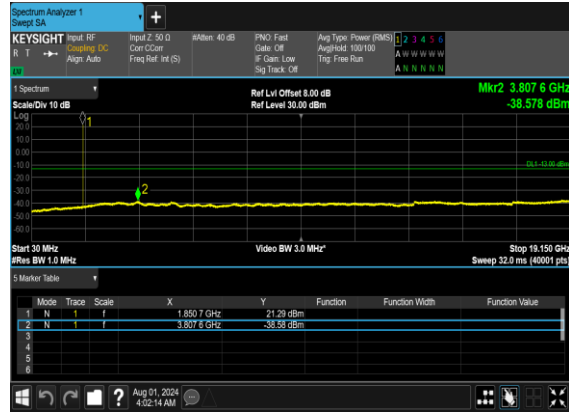 Spectrum Analyzer 1
Swept SA
+
KEYSIGHT Input: RF Input Z: 50 Ω #Atten: 40 dB PNO: Fast Avg Type: Power (RMS) 1 2 3 4 5 6
R T Coupling: DC Corr CCorr Gate: Off Avg|Hold: 100/100 A W W W W W
Align: Auto Freq Ref: Int (S) IF Gain: Low Trig: Free Run
Sig Track: Off A N N N N N
1 Spectrum Ref Lvl Offset 8.00 dB Mkr2 3.807 6 GHz
Scale/Div 10 dB Ref Level 30.00 dBm -38.578 dBm
Log
1
20.0
10.0
0.00
-10.0
DL1 -13.00 dBm
-20.0
-30.0
2
-40.0
-50.0
-60.0
Start 30 MHz Video BW 3.0 MHz* Stop 19.150 GHz
#Res BW 1.0 MHz Sweep 32.0 ms (40001 pts)
5 Marker Table
Mode Trace Scale X Y Function Function Width Function Value
1 N 1 f 1.850 7 GHz 21.29 dBm
2 N 1 f 3.807 6 GHz -38.58 dBm
3
4
5
6
? Aug 01, 2024
4:02:14 AM